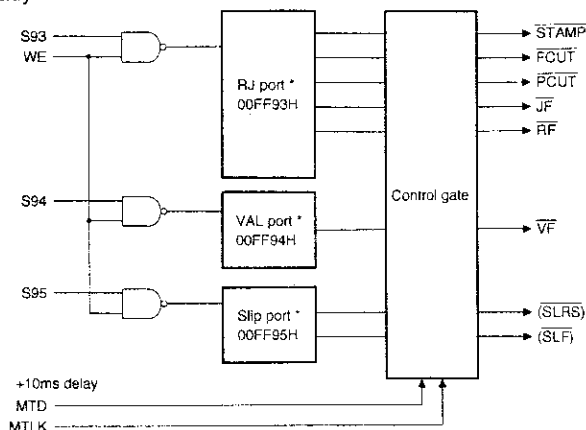 S93
WE
RJ port *
00FF93H
STAMP
FCUT
PCUT
JF
RF
S94
VAL port *
00FF94H
Control gate
VF
S95
Slip port *
00FF95H
(SLRS)
(SLF)
+10ms delay
MTD
MTLK